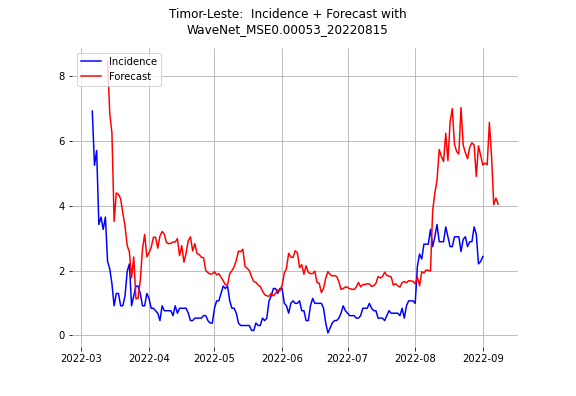 Timor-Leste:  Incidence + Forecast with
WaveNet_MSE0.00053_20220815
Incidence
Forecast
8
6
4
2
0
2022-03 2022-04 2022-05 2022-06 2022-07 2022-08 2022-09